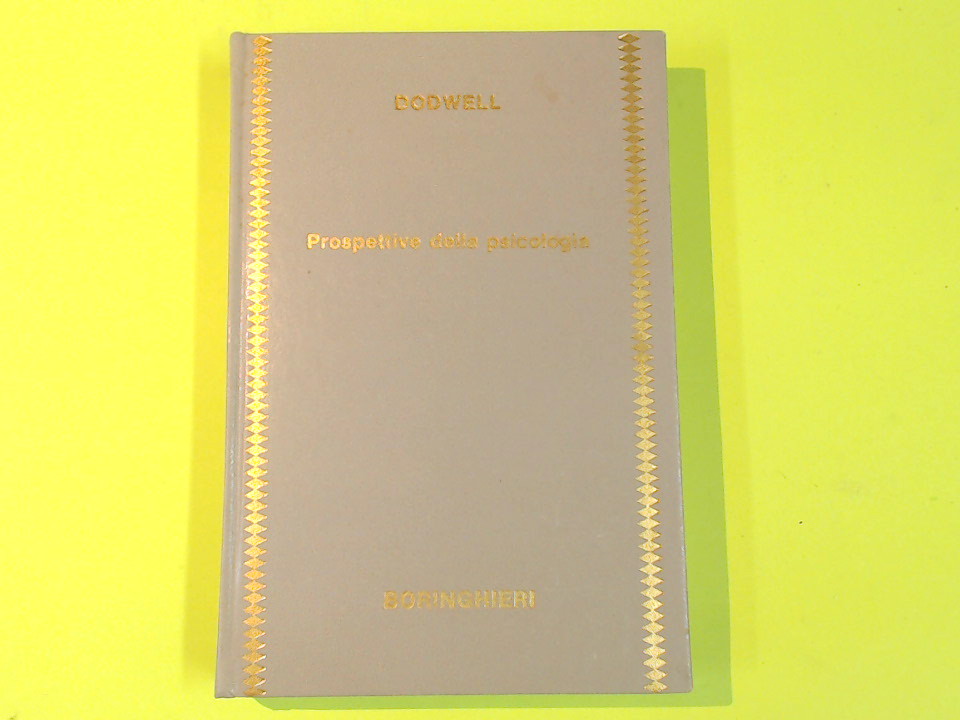 DODWELL
Prospettive della psicologia
BORINGHIERI